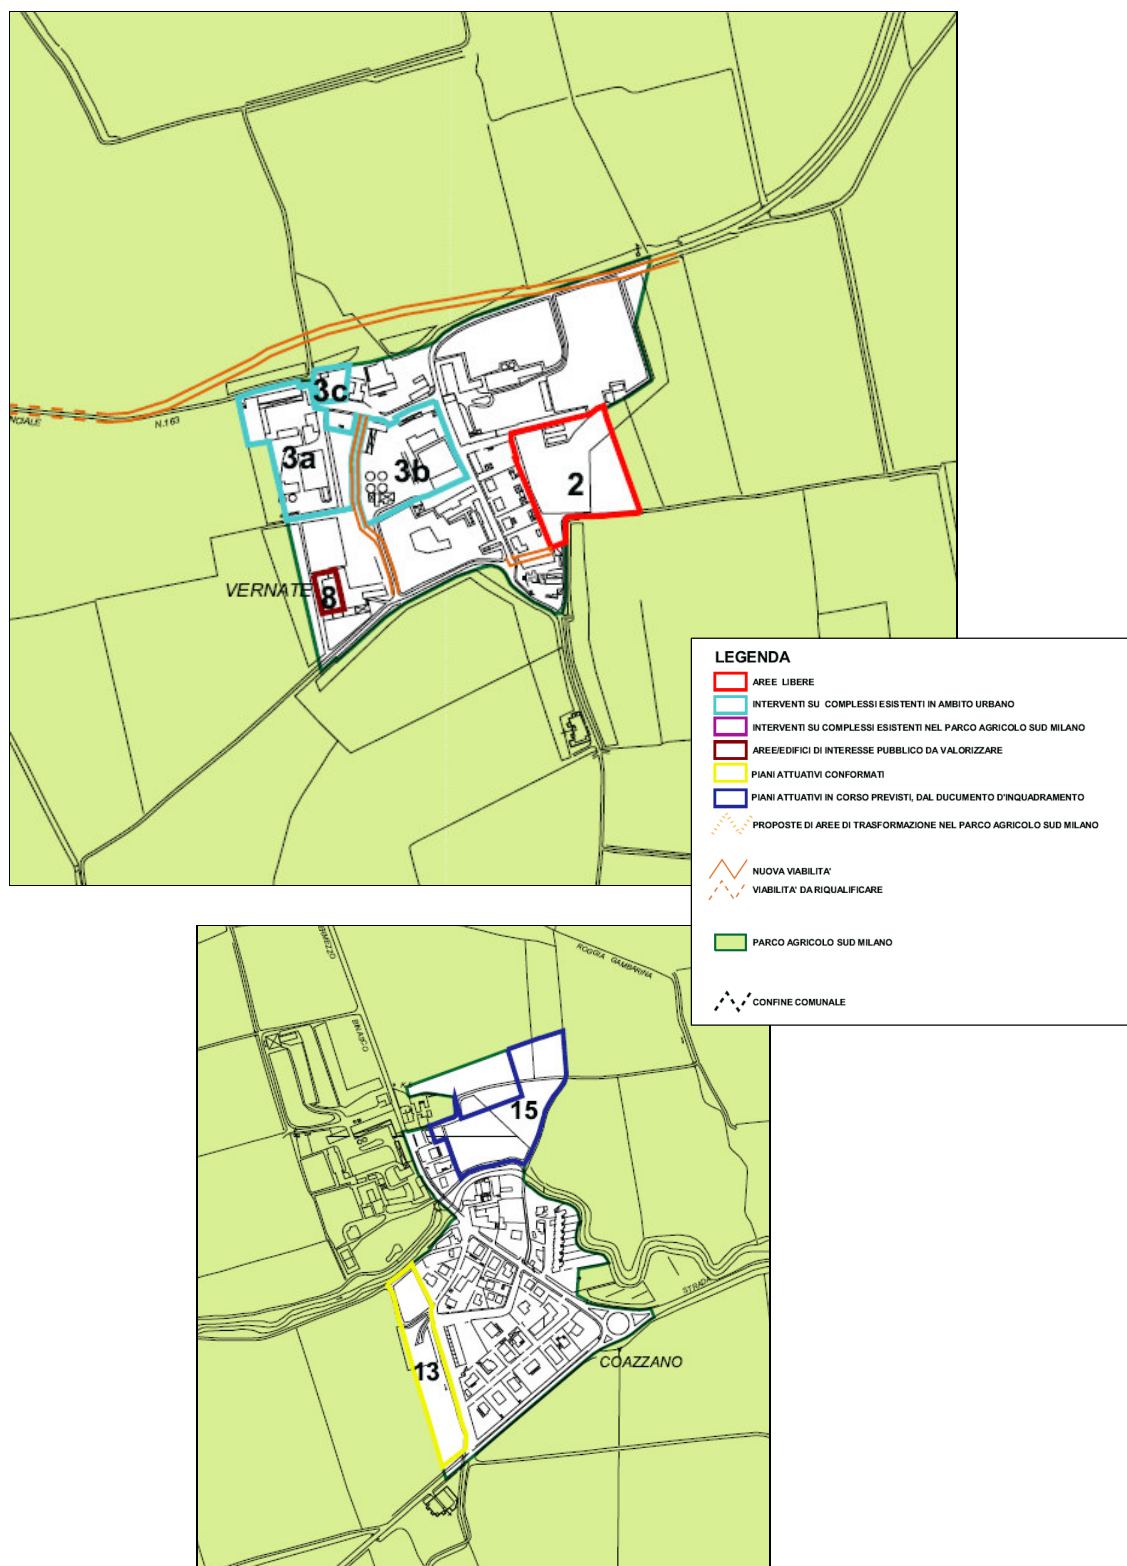 3c
3a
3b
2
NCIALE
N.163
VERNATE
8
LEGENDA
AREE LIBERE
INTERVENTI SU COMPLESSI ESISTENTI IN AMBITO URBANO
INTERVENTI SU COMPLESSI ESISTENTI NEL PARCO AGRICOLO SUD MILANO
AREE/EDIFICI DI INTERESSE PUBBLICO DA VALORIZZARE
PIANI ATTUATIVI CONFORMATI
PIANI ATTUATIVI IN CORSO PREVISTI, DAL DUCUMENTO D'INQUADRAMENTO
PROPOSTE DI AREE DI TRASFORMAZIONE NEL PARCO AGRICOLO SUD MILANO
NUOVA VIABILITA'
VIABILITA' DA RIQUALIFICARE
PARCO AGRICOLO SUD MILANO
CONFINE COMUNALE
ERMEZZO
ROGGIA GAMBARINA
BINASCO
15
STRADA
COAZZANO
13